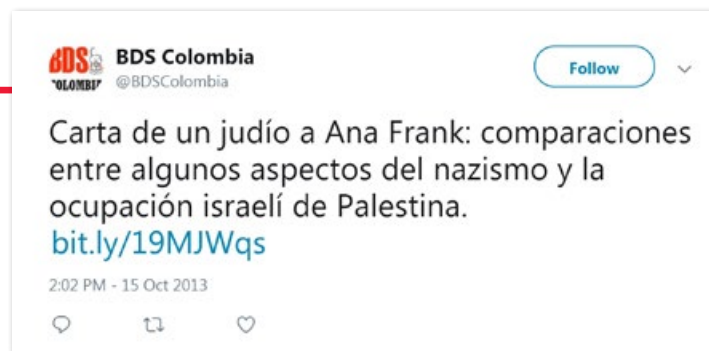 BDS
"OLOMBI"
BDS Colombia
@BDSColombia
Follow
Carta de un judío a Ana Frank: comparaciones
entre algunos aspectos del nazismo y la
ocupación israelí de Palestina.
bit.ly/19MJWqs
2:02 PM - 15 Oct 2013